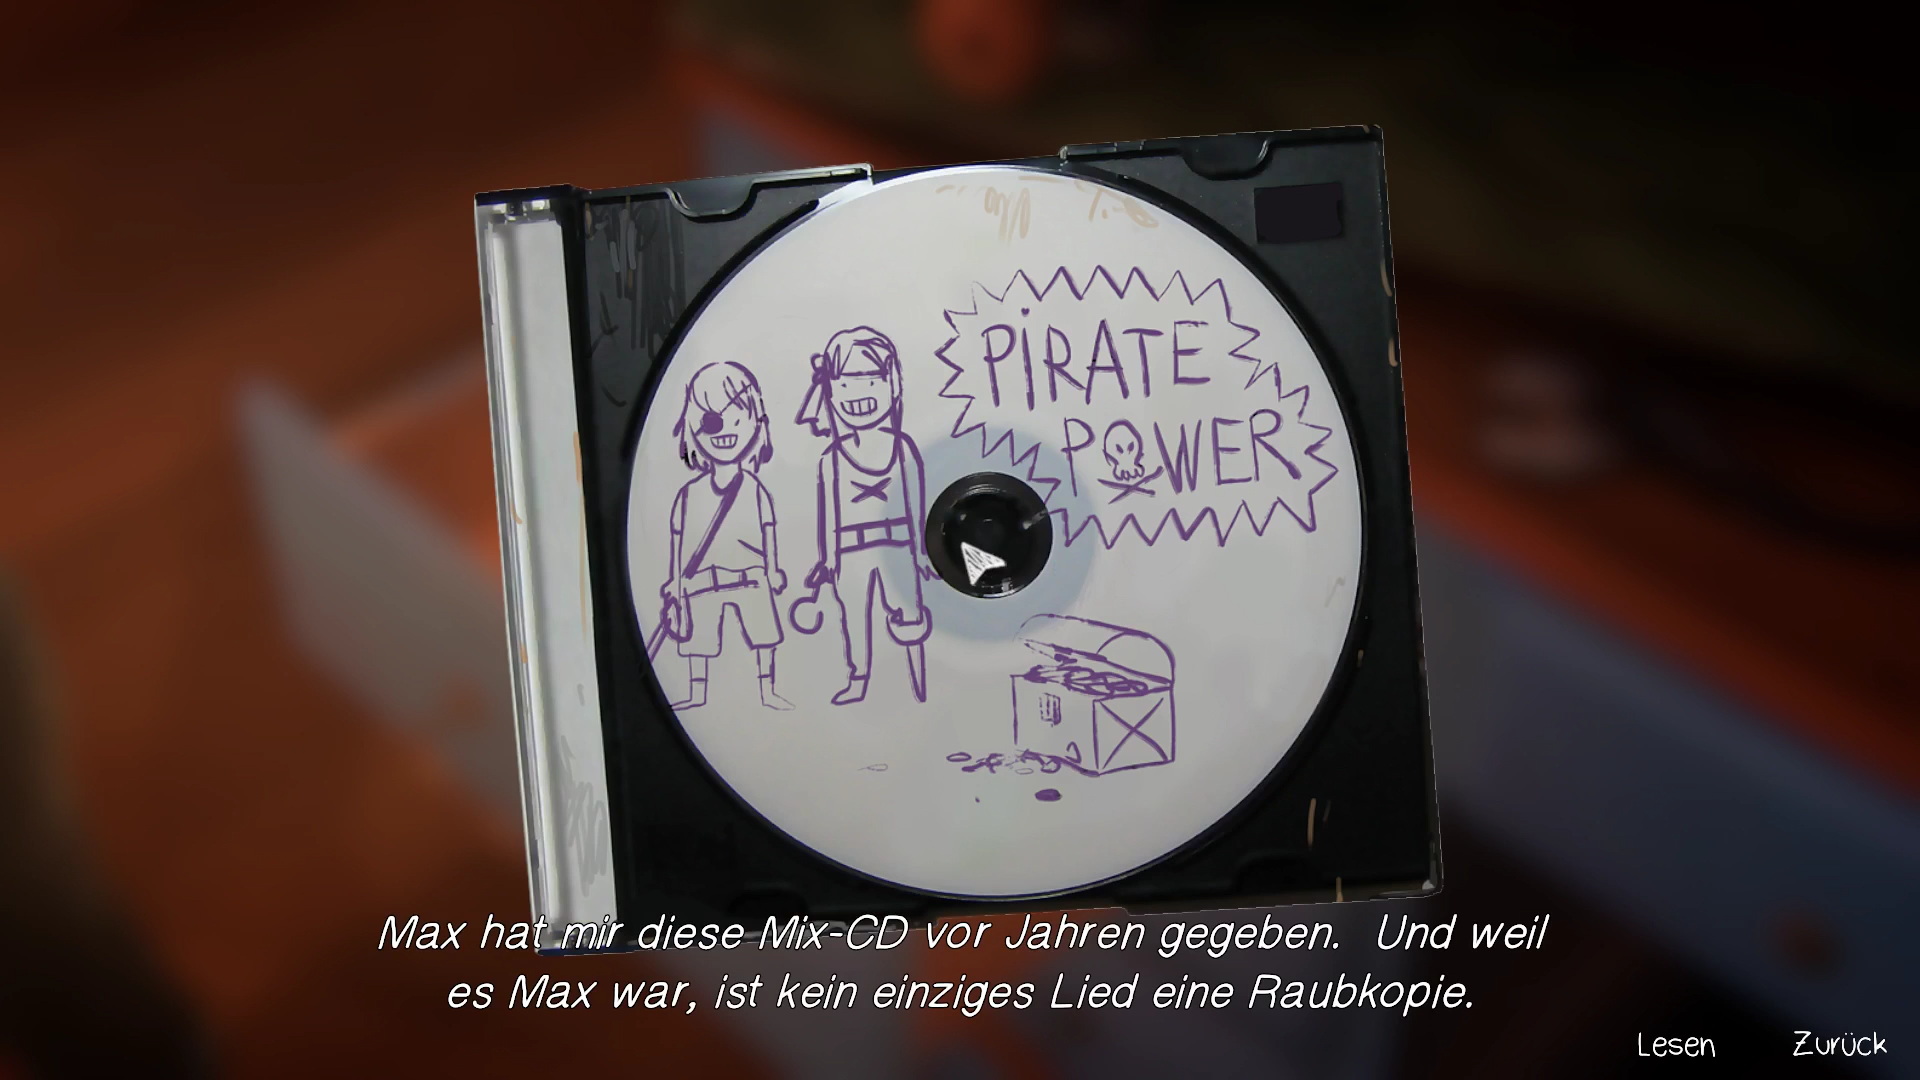 PiRATE
POWER
Max hat mir diese Mix-CD vor Jahren gegeben. Und weil
es Max war, ist kein einziges Lied eine Raubkopie.
Lesen Zurück